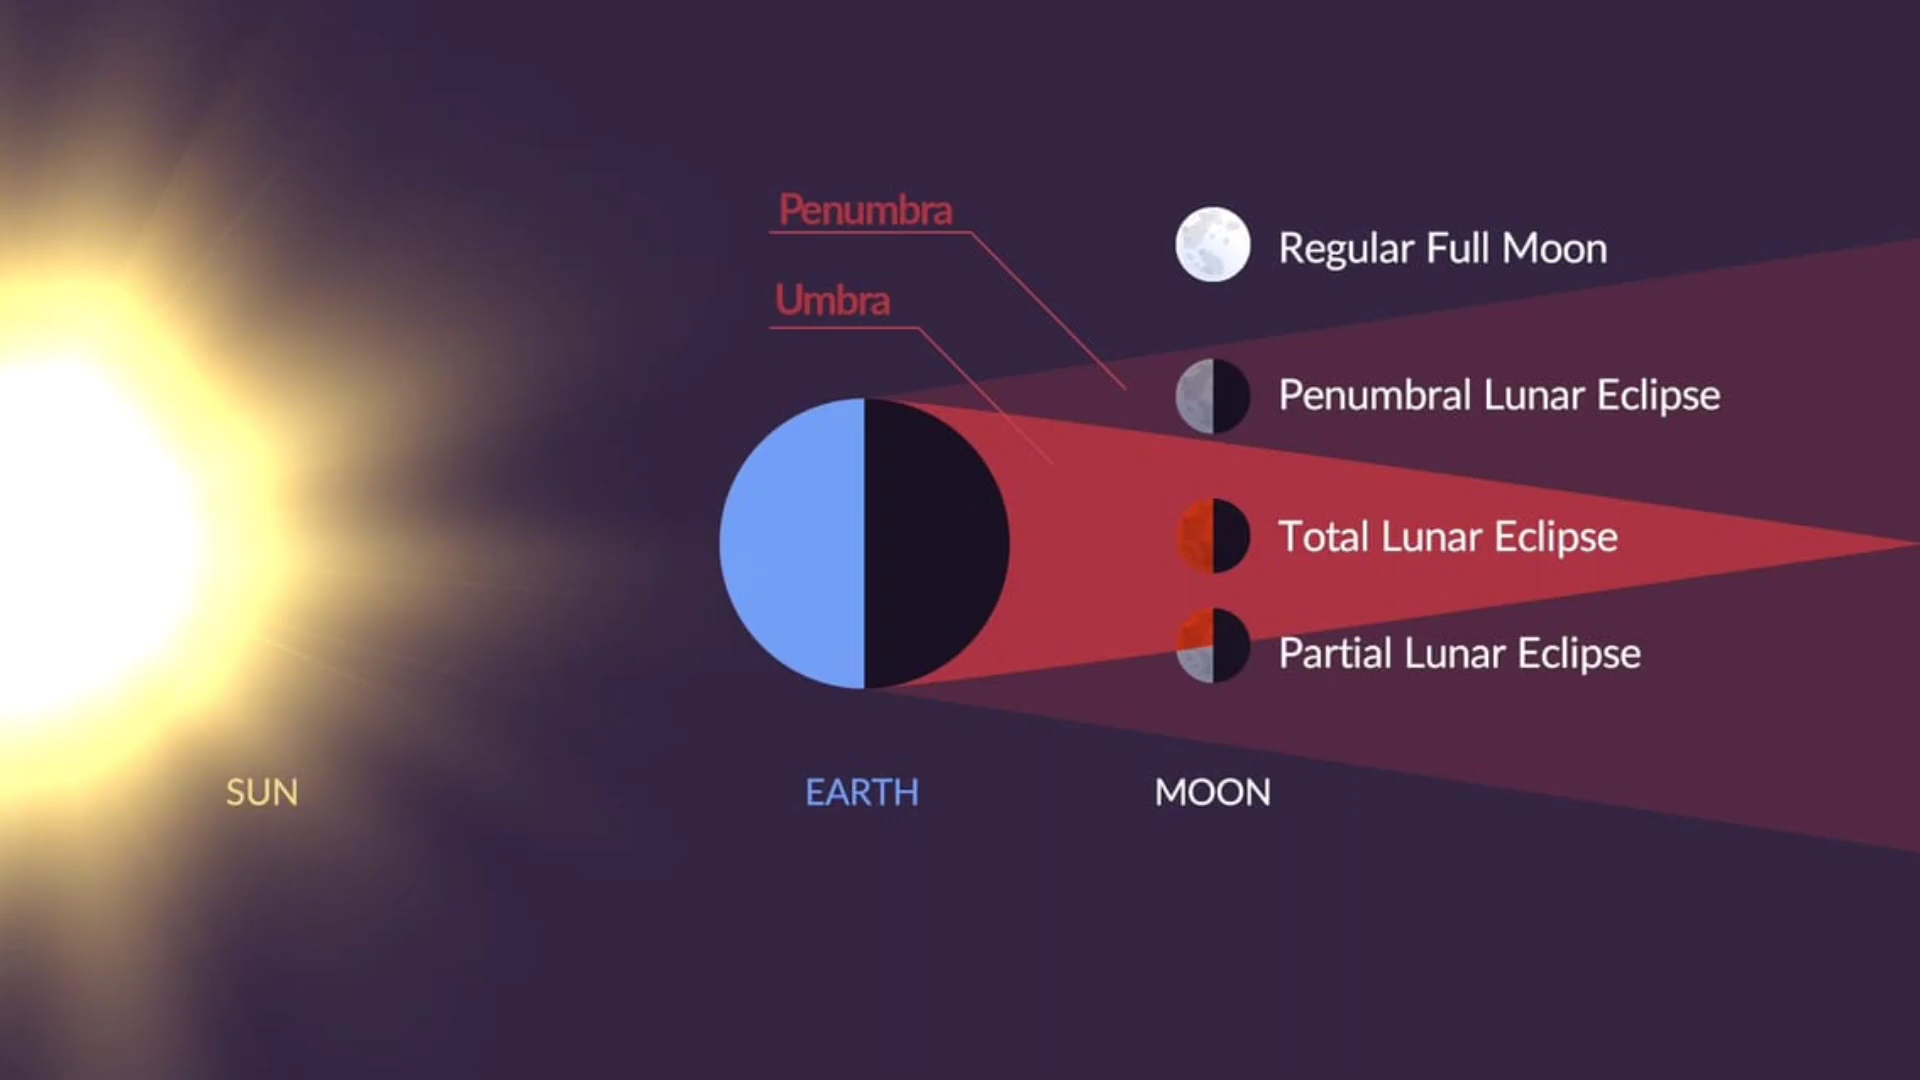 Penumbra
Umbra
Regular Full Moon
Penumbral Lunar Eclipse
Total Lunar Eclipse
Partial Lunar Eclipse
SUN
EARTH
MOON